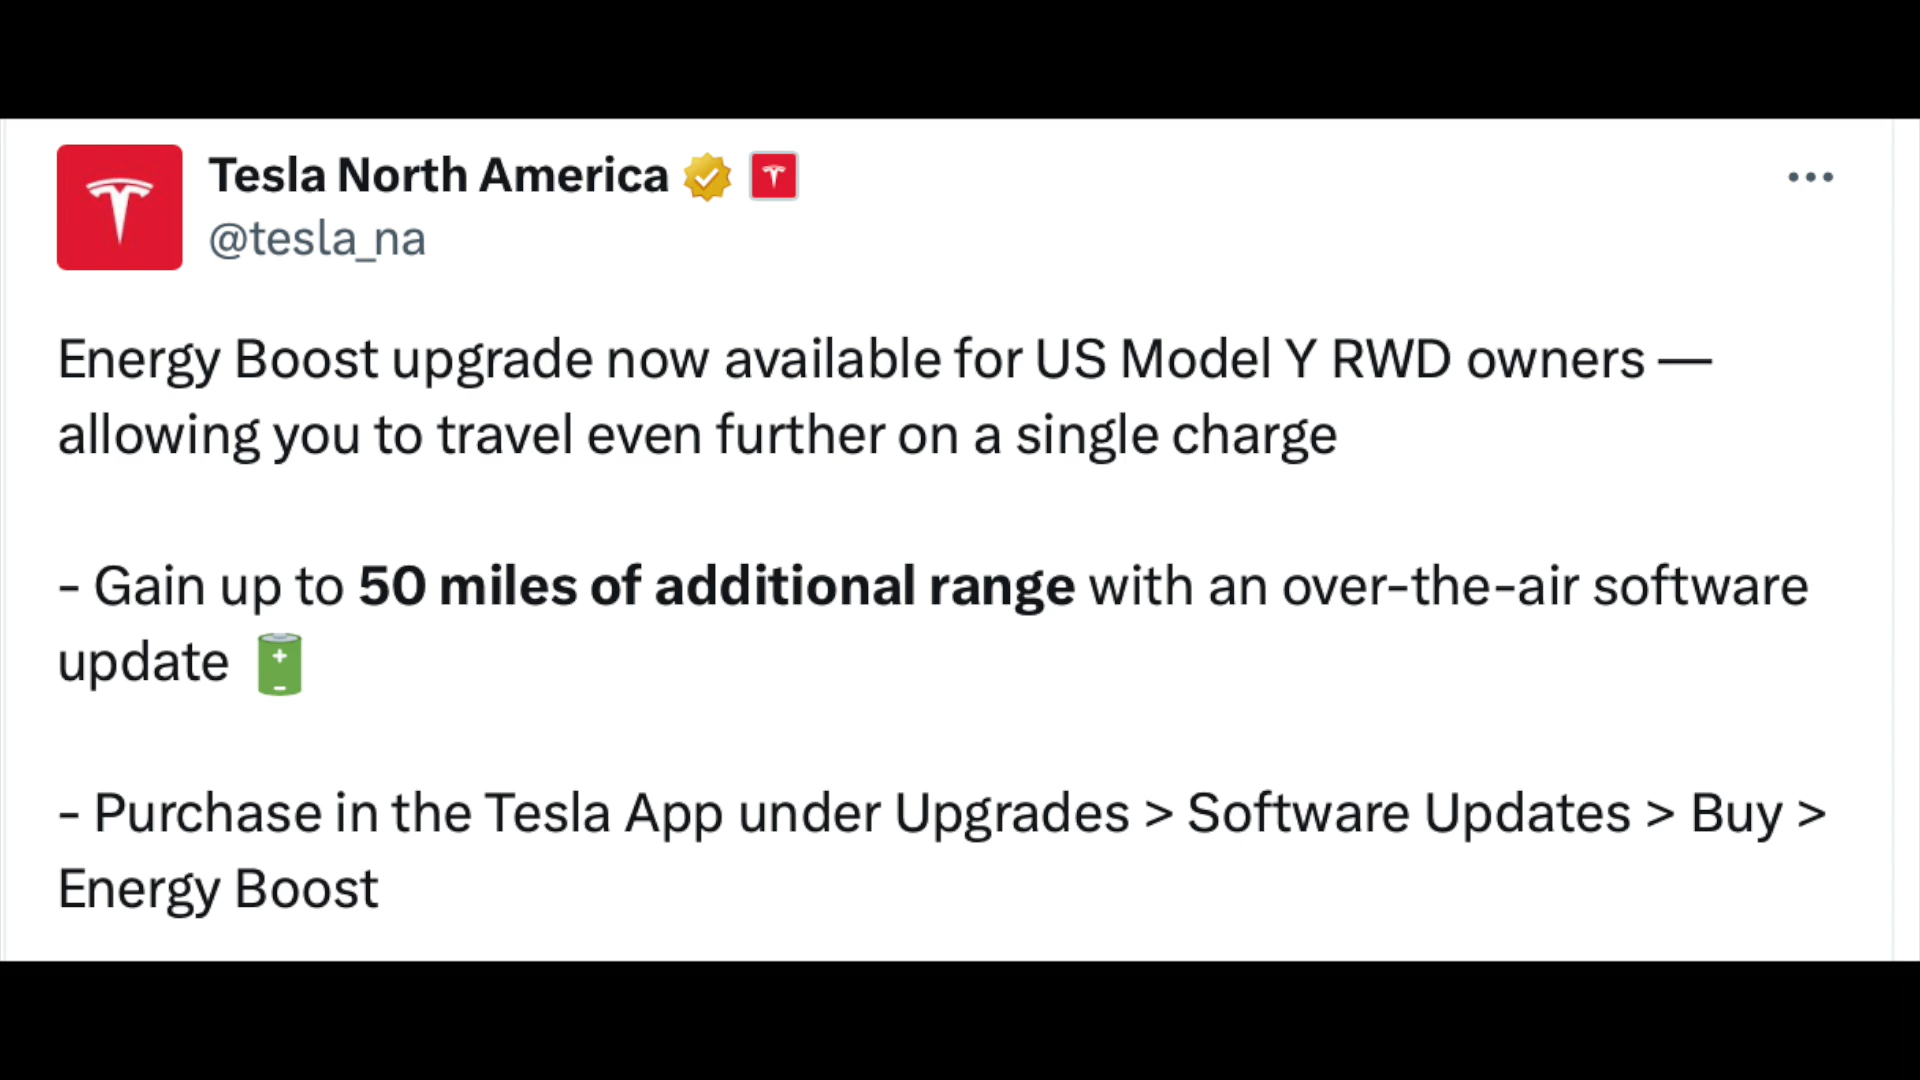 Tesla North America
@tesla_na
Energy Boost upgrade now available for US Model Y RWD owners —
allowing you to travel even further on a single charge
- Gain up to 50 miles of additional range with an over-the-air software
update 🔋
- Purchase in the Tesla App under Upgrades > Software Updates > Buy >
Energy Boost